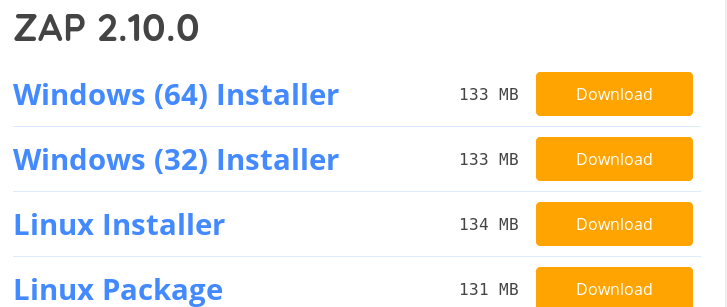 ZAP 2.10.0
Windows (64) Installer 133 MB Download
Windows (32) Installer 133 MB Download
Linux Installer 134 MB Download
Linux Package 131 MB Download